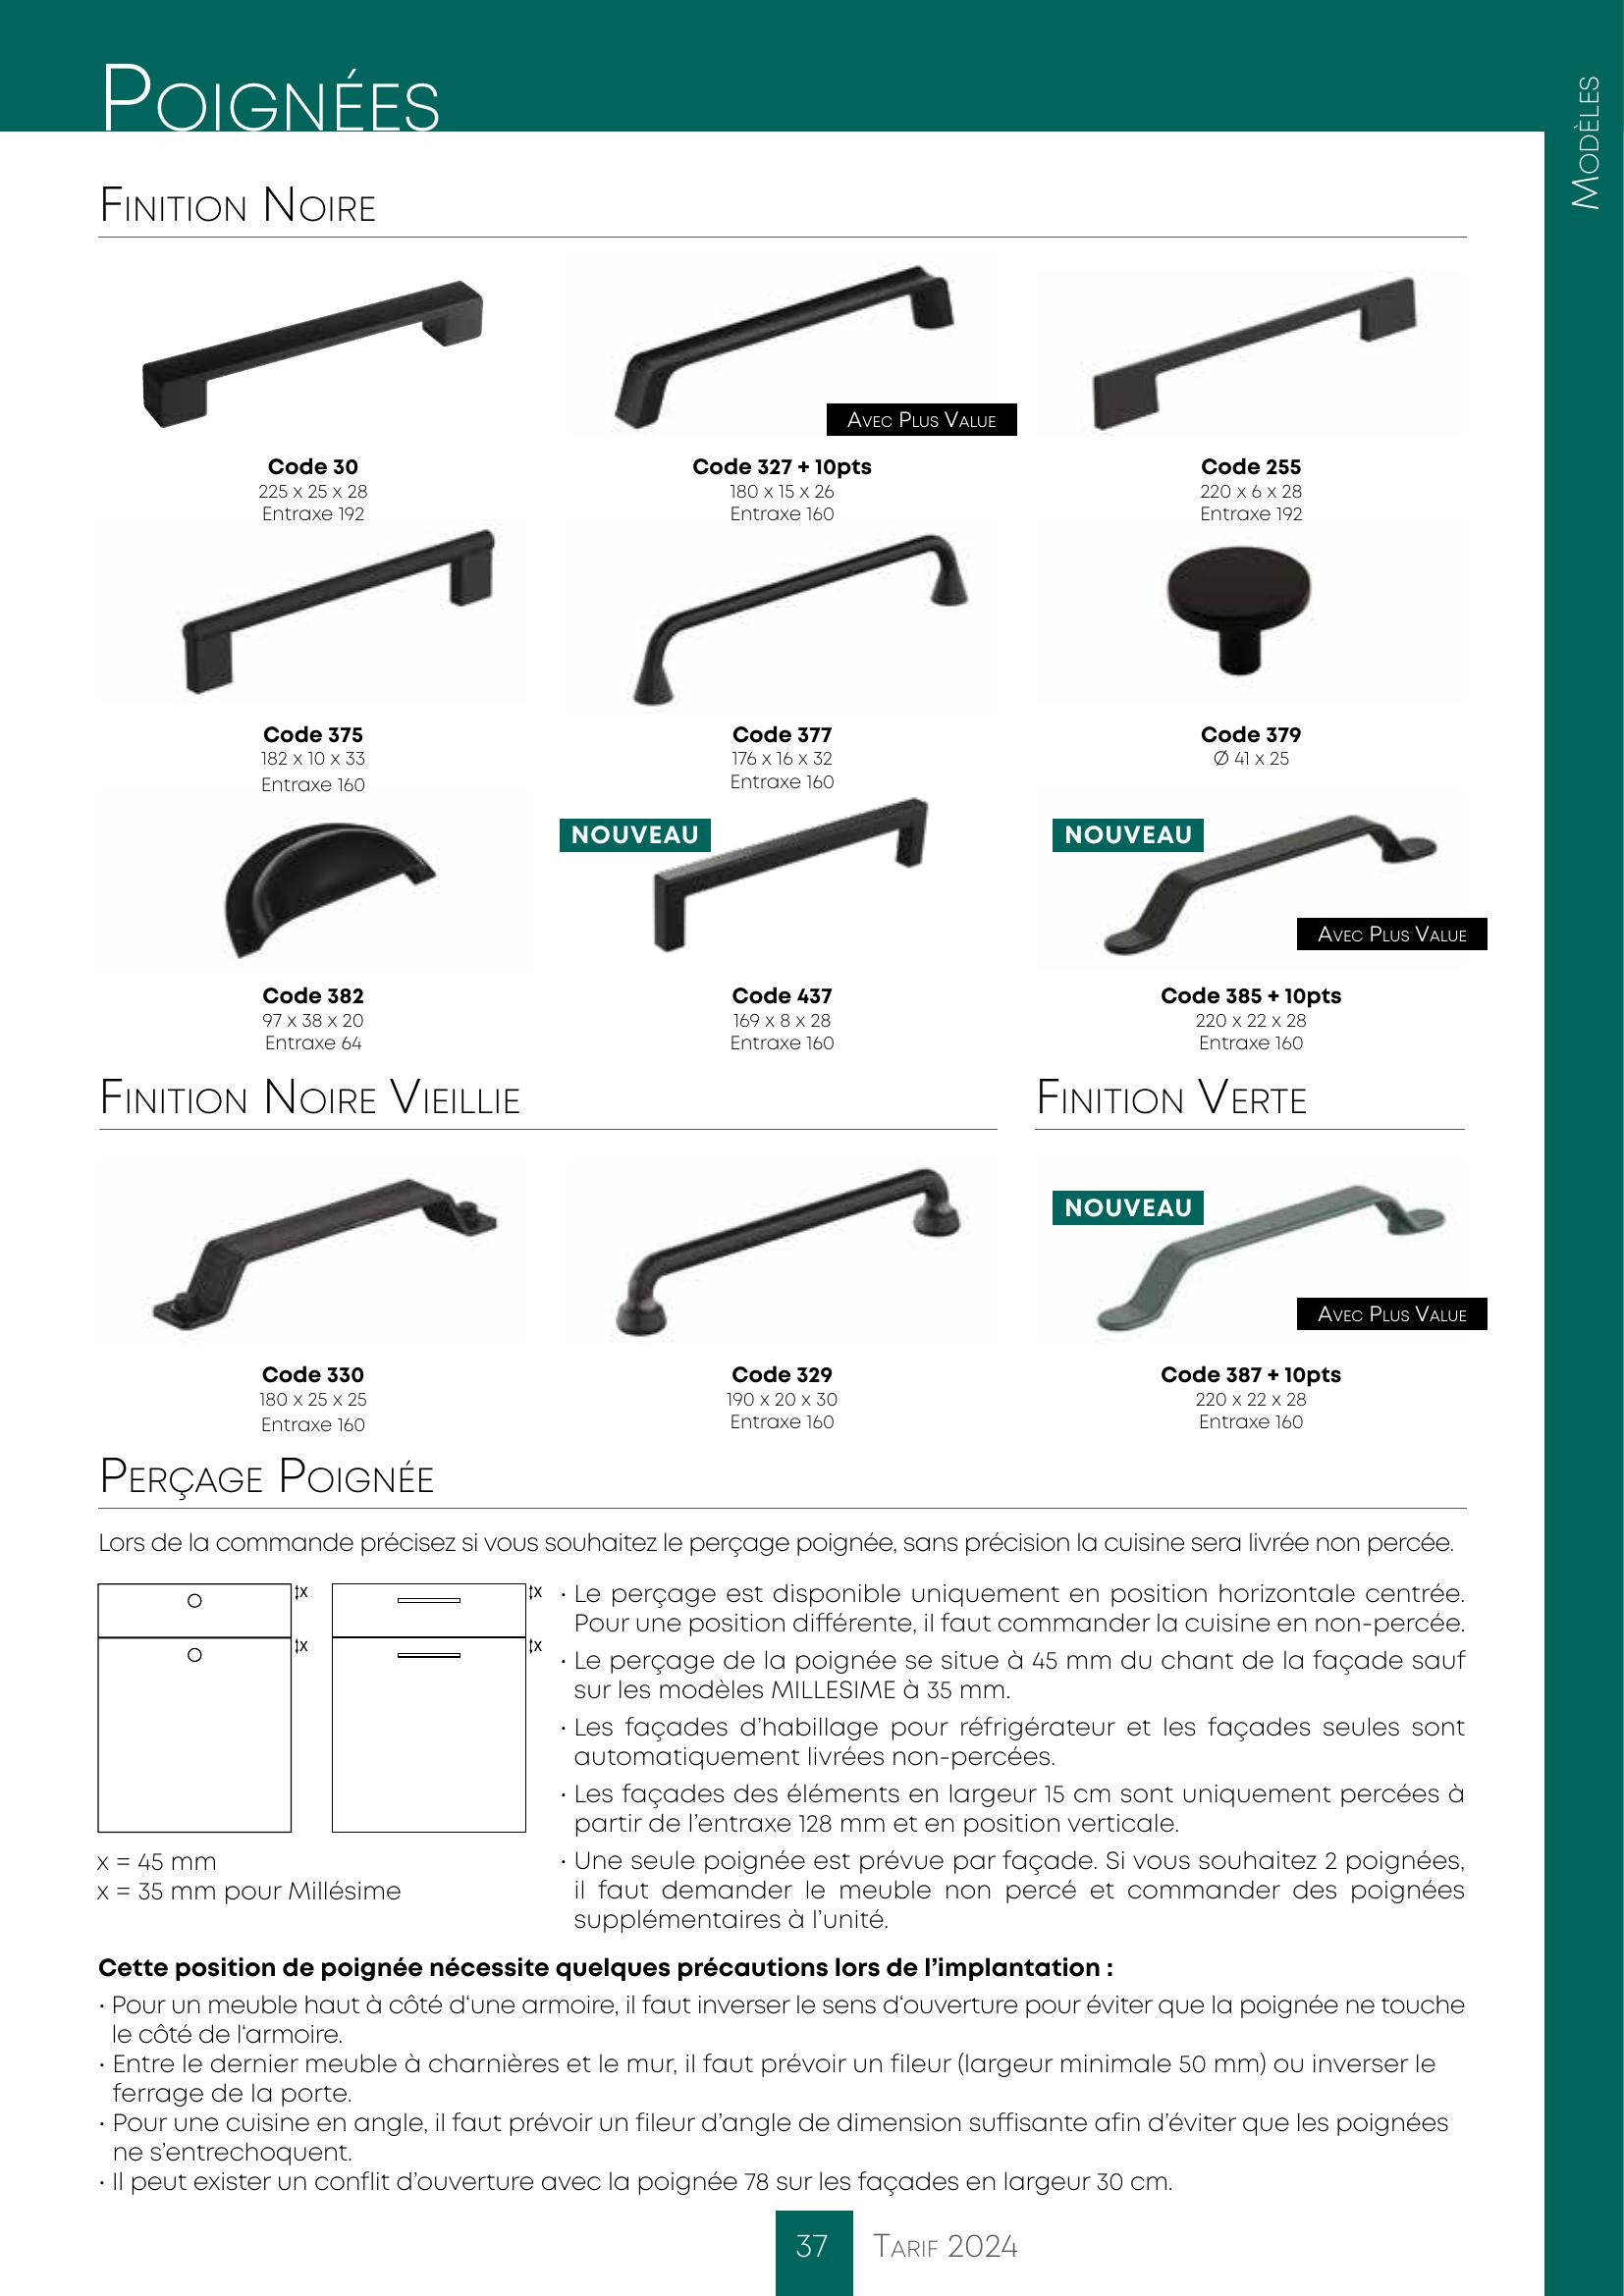 Poignées
Modèles
Finition Noire
Avec Plus Value
Code 30
225 x 25 x 28
Entraxe 192
Code 327 + 10pts
180 x 15 x 26
Entraxe 160
Code 255
220 x 6 x 28
Entraxe 192
Code 375
182 x 10 x 33
Entraxe 160
Code 377
176 x 16 x 32
Entraxe 160
Code 379
Ø 41 x 25
NOUVEAU
NOUVEAU
Avec Plus Value
Code 382
97 x 38 x 20
Entraxe 64
Code 437
169 x 8 x 28
Entraxe 160
Code 385 + 10pts
220 x 22 x 28
Entraxe 160
Finition Noire Vieillie
Finition Verte
NOUVEAU
Avec Plus Value
Code 330
180 x 25 x 25
Entraxe 160
Code 329
190 x 20 x 30
Entraxe 160
Code 387 + 10pts
220 x 22 x 28
Entraxe 160
Perçage Poignée
Lors de la commande précisez si vous souhaitez le perçage poignée, sans précision la cuisine sera livrée non percée.
x
x
x
x
x = 45 mm
x = 35 mm pour Millésime
· Le perçage est disponible uniquement en position horizontale centrée.
Pour une position différente, il faut commander la cuisine en non-percée.
· Le perçage de la poignée se situe à 45 mm du chant de la façade sauf
sur les modèles MILLESIME à 35 mm.
· Les façades d’habillage pour réfrigérateur et les façades seules sont
automatiquement livrées non-percées.
· Les façades des éléments en largeur 15 cm sont uniquement percées à
partir de l’entraxe 128 mm et en position verticale.
· Une seule poignée est prévue par façade. Si vous souhaitez 2 poignées,
il faut demander le meuble non percé et commander des poignées
supplémentaires à l’unité.
Cette position de poignée nécessite quelques précautions lors de l’implantation :
· Pour un meuble haut à côté d‘une armoire, il faut inverser le sens d‘ouverture pour éviter que la poignée ne touche
le côté de l‘armoire.
· Entre le dernier meuble à charnières et le mur, il faut prévoir un fileur (largeur minimale 50 mm) ou inverser le
ferrage de la porte.
· Pour une cuisine en angle, il faut prévoir un fileur d’angle de dimension suffisante afin d’éviter que les poignées
ne s’entrechoquent.
· Il peut exister un conflit d’ouverture avec la poignée 78 sur les façades en largeur 30 cm.
37
Tarif 2024